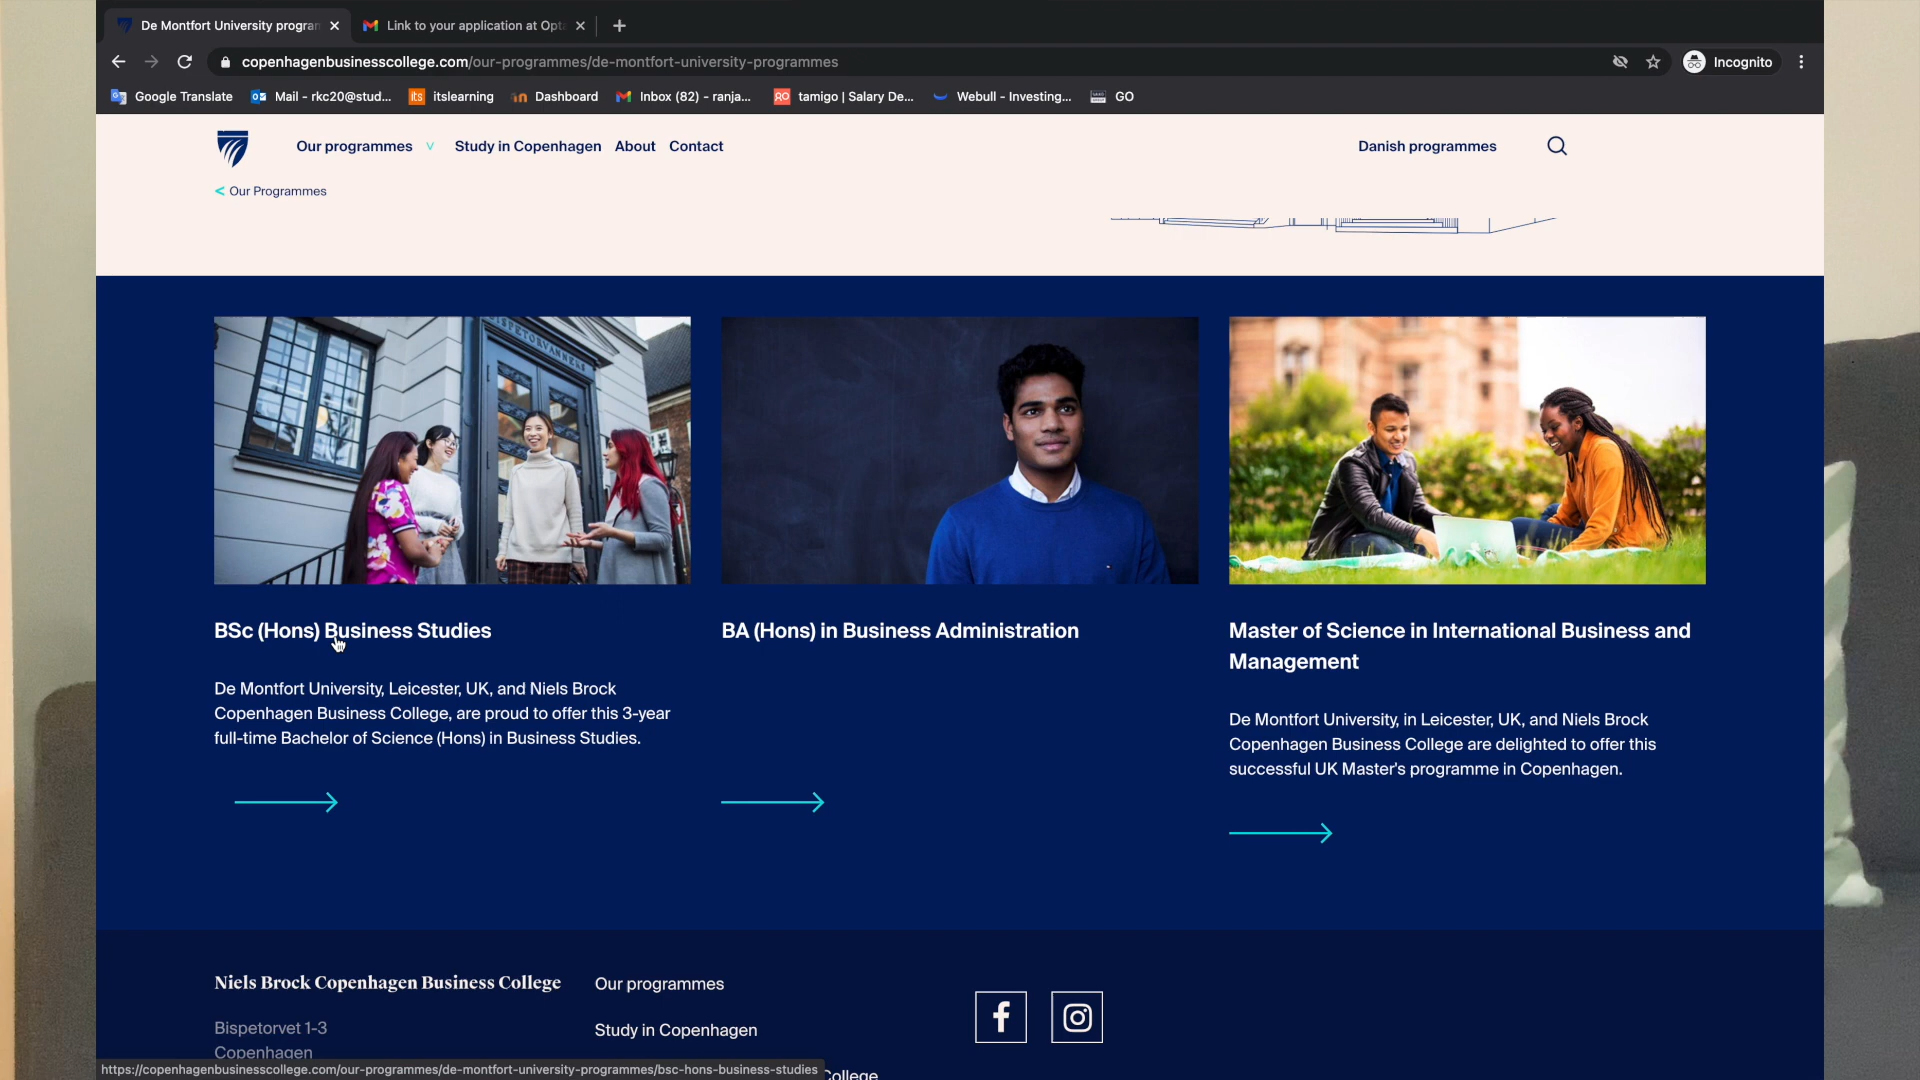 De Montfort University progra
Link to your application at Opt
copenhagenbusinesscollege.com/our-programmes/de-montfort-university-programmes
Incognito
Google Translate
Mail - rkc20@stud...
its
itslearning
Dashboard
Inbox (82) - ranja...
RO
tamigo | Salary De...
Webull - Investing...
GO
Our programmes
Study in Copenhagen
About
Contact
Danish programmes
< Our Programmes
BSc (Hons) Business Studies
De Montfort University, Leicester, UK, and Niels Brock
Copenhagen Business College, are proud to offer this 3-year
full-time Bachelor of Science (Hons) in Business Studies.
BA (Hons) in Business Administration
Master of Science in International Business and
Management
De Montfort University, in Leicester, UK, and Niels Brock
Copenhagen Business College are delighted to offer this
successful UK Master's programme in Copenhagen.
Niels Brock Copenhagen Business College
Bispetorvet 1-3
Copenhagen
Our programmes
Study in Copenhagen
College
https://copenhagenbusinesscollege.com/our-programmes/de-montfort-university-programmes/bsc-hons-business-studies